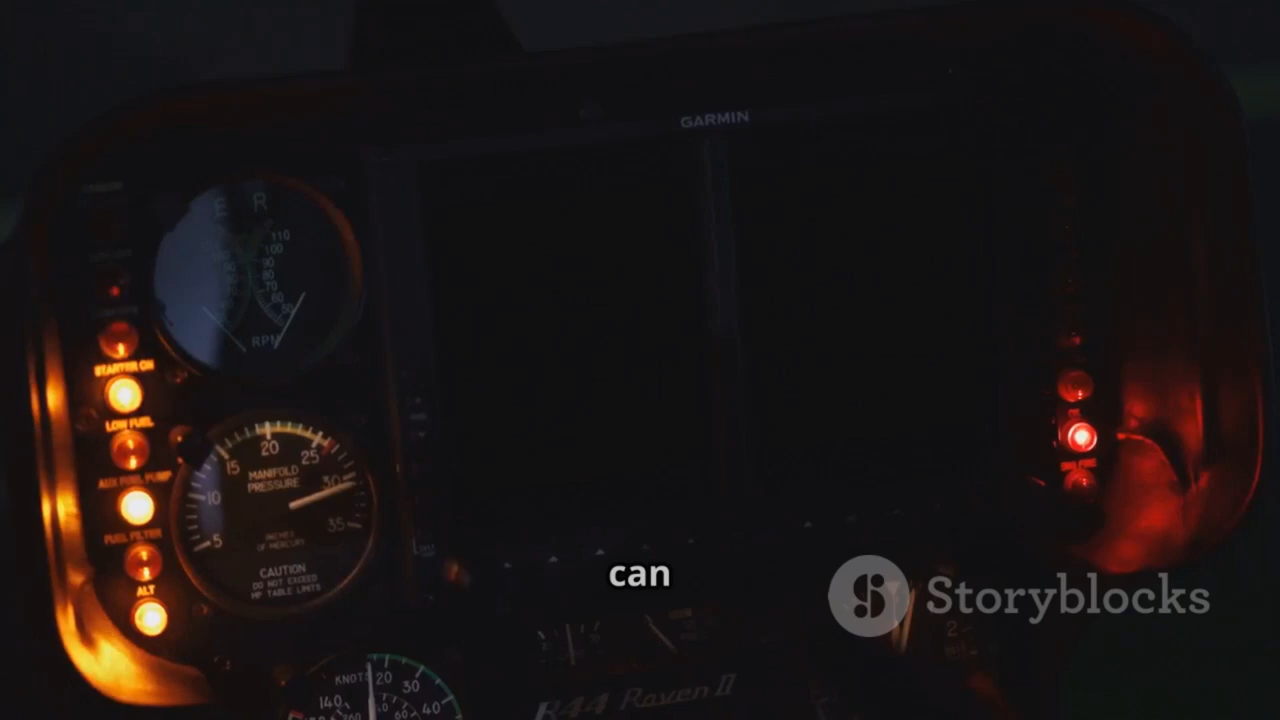 GARMIN
E R
110
100
90
80
70
60
50
RPM
STARTER ON
LOW FUEL
AUX FUEL PUMP
FUEL FILTER
ALT
5
10
15
20
25
30
35
MANIFOLD
PRESSURE
INCHES
OF MERCURY
CAUTION
DO NOT EXCEED
MP TABLE LIMITS
can
Storyblocks
KNOTS
20
30
40
140
60
R44 Raven II